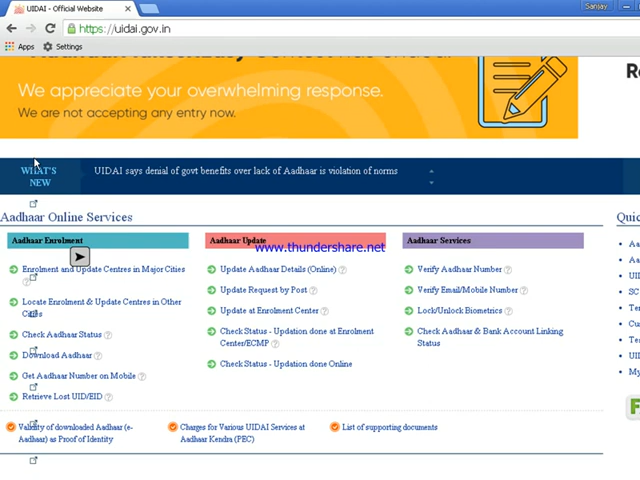 Sanjay
UIDAI - Official Website
https://uidai.gov.in
Apps Settings
We appreciate your overwhelming response.
We are not accepting any entry now.
WHAT'S
NEW
UIDAI says denial of govt benefits over lack of Aadhaar is violation of norms
Aadhaar Online Services
Quic
Aadhaar Enrolment
Aadhaar Update
Aadhaar Services
www.thundershare.net
Enrolment and Update Centres in Major Cities
Locate Enrolment & Update Centres in Other
Cities
Check Aadhaar Status
Download Aadhaar
Get Aadhaar Number on Mobile
Retrieve Lost UID/EID
Update Aadhaar Details (Online)
Update Request by Post
Update at Enrolment Center
Check Status - Updation done at Enrolment
Center/ECMP
Check Status - Updation done Online
Verify Aadhaar Number
Verify Email/Mobile Number
Lock/Unlock Biometrics
Check Aadhaar & Bank Account Linking
Status
Validity of downloaded Aadhaar (e-
Aadhaar) as Proof of Identity
Charges for Various UIDAI Services at
Aadhaar Kendra (PEC)
List of supporting documents